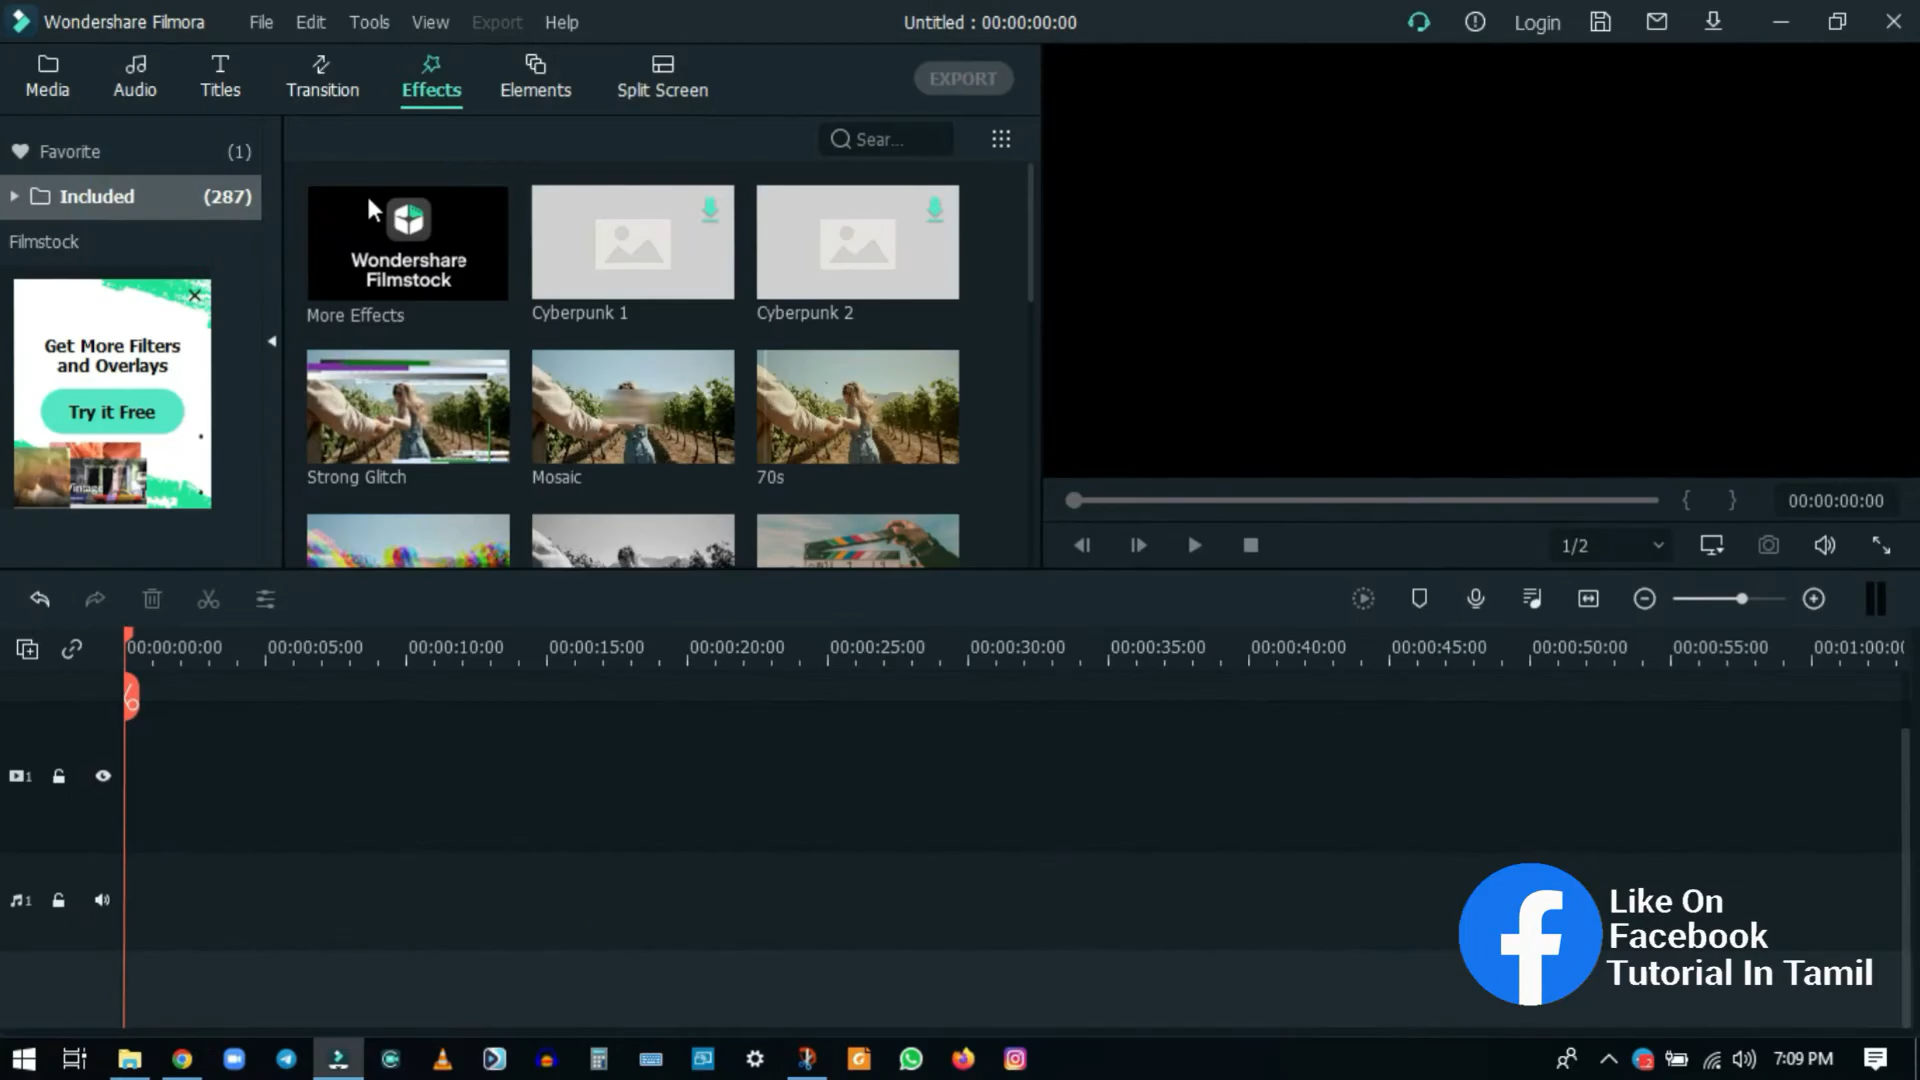 Wondershare Filmora File Edit Tools View Export Help Untitled : 00:00:00:00 Login
Media Audio Titles Transition Effects Elements Split Screen EXPORT
Favorite (1)
Included (287)
Filmstock
Get More Filters
and Overlays
Try it Free
Vintage
Sear...
Wondershare
Filmstock
More Effects
Cyberpunk 1
Cyberpunk 2
Strong Glitch
Mosaic
70s
{ } 00:00:00:00
1/2
00:00:00:00 00:00:05:00 00:00:10:00 00:00:15:00 00:00:20:00 00:00:25:00 00:00:30:00 00:00:35:00 00:00:40:00 00:00:45:00 00:00:50:00 00:00:55:00 00:01:00:0
1
1
Like On
Facebook
Tutorial In Tamil
7:09 PM